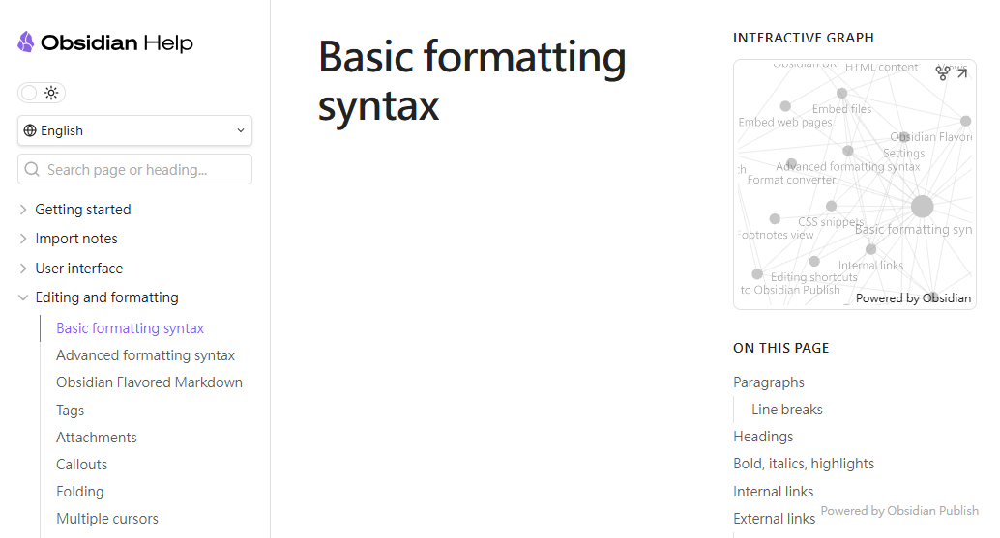 Obsidian Help
English
Search page or heading...
Getting started
Import notes
User interface
Editing and formatting
Basic formatting syntax
Advanced formatting syntax
Obsidian Flavored Markdown
Tags
Attachments
Callouts
Folding
Multiple cursors
Basic formatting
syntax
INTERACTIVE GRAPH
HTML content
Views
Embed files
Embed web pages
Obsidian Flavore
Settings
Advanced formatting syntax
Format converter
CSS snippets
Basic formatting syn
ootnotes view
Internal links
Editing shortcuts
to Obsidian Publish
Powered by Obsidian
ON THIS PAGE
Paragraphs
Line breaks
Headings
Bold, italics, highlights
Internal links
External links
Powered by Obsidian Publish